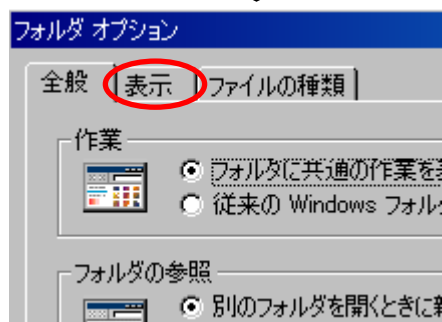 フォルダ オプション
全般 表示 ファイルの種類
作業
フォルダに共通の作業を
従来の Windows フォル
フォルダの参照
別のフォルダを開くときに